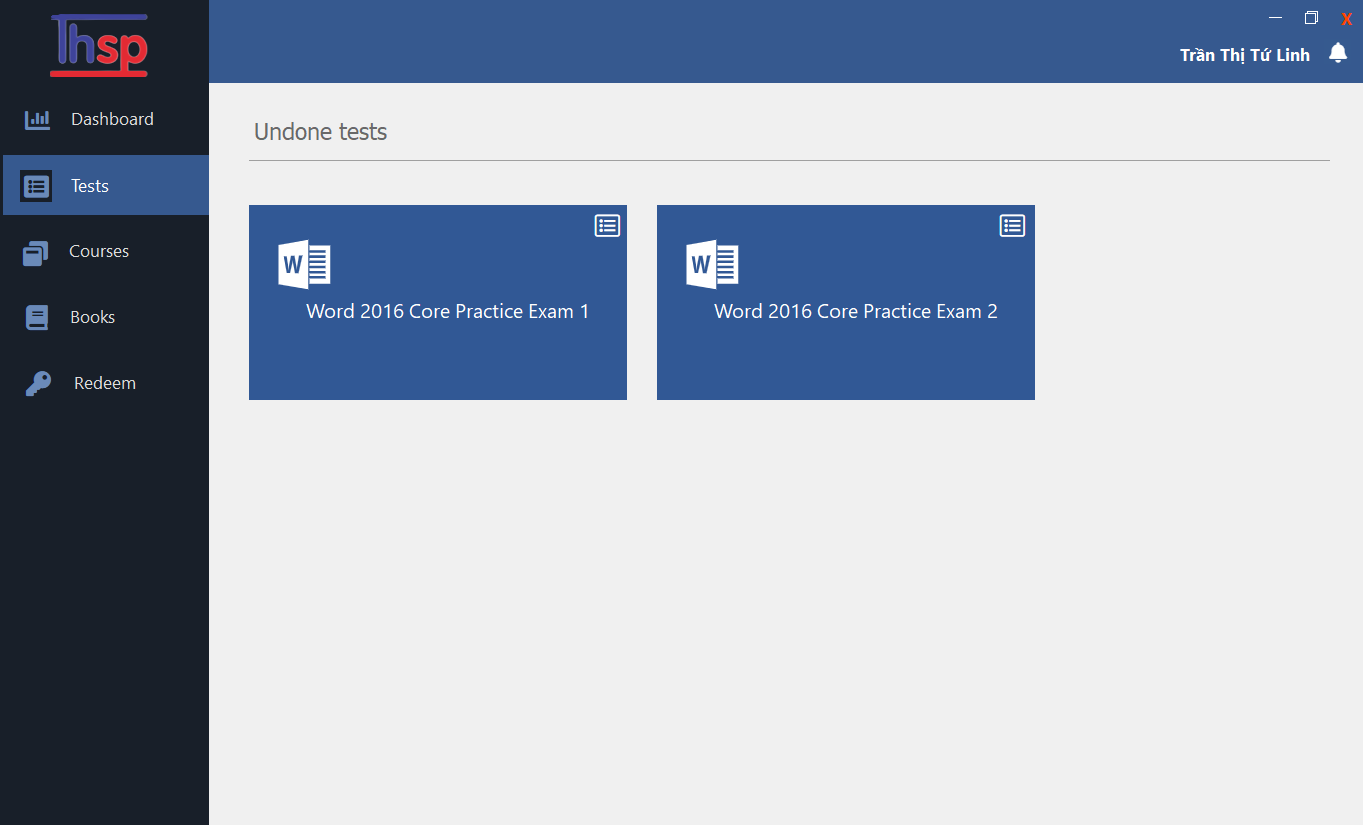 Thsp
X
Trần Thị Tứ Linh
Dashboard
Tests
Courses
Books
Redeem
Undone tests
W
Word 2016 Core Practice Exam 1
W
Word 2016 Core Practice Exam 2